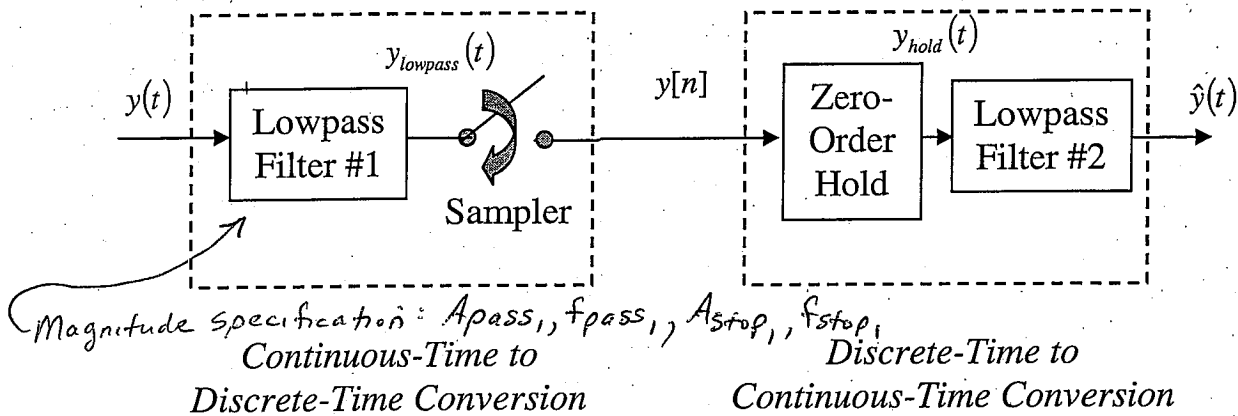 y_lowpass(t)
y_hold(t)
y(t)
Lowpass
Filter #1
Sampler
y[n]
Zero-
Order
Hold
Lowpass
Filter #2
ŷ(t)
Magnitude specification: Apass₁, fpass₁, Astop₁, fstop₁
Continuous-Time to
Discrete-Time Conversion
Discrete-Time to
Continuous-Time Conversion